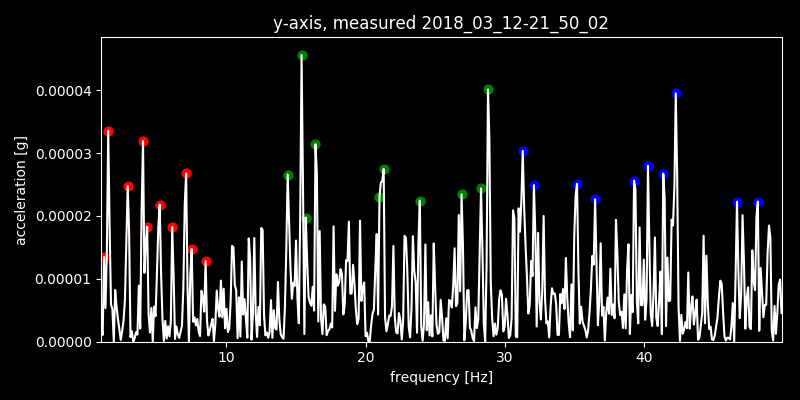 y-axis, measured 2018_03_12-21_50_02
acceleration [g]
0.00004
0.00003
0.00002
0.00001
0.00000
10 20 30 40
frequency [Hz]